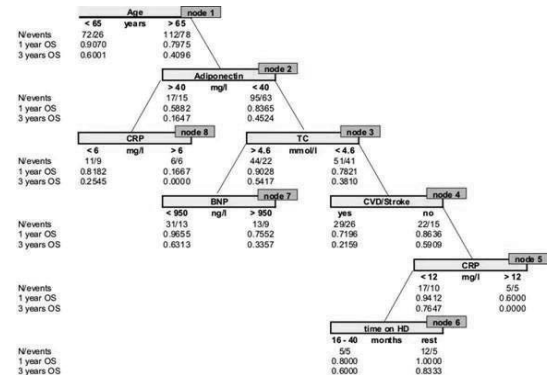 Age node 1
< 65 years > 65
N/events 72/26 112/78
1 year OS 0.9070 0.7975
3 years OS 0.6001 0.4096
Adiponectin node 2
> 40 mg/l < 40
N/events 17/15 95/63
1 year OS 0.5882 0.8365
3 years OS 0.1647 0.4524
CRP node 8 TC node 3
< 6 mg/l > 6 > 4.6 mmol/l < 4.6
N/events 11/9 6/6 44/22 51/41
1 year OS 0.8182 0.1667 0.9028 0.7821
3 years OS 0.2545 0.0000 0.5417 0.3810
BNP node 7 CVD/Stroke node 4
< 950 ng/l > 950 yes no
N/events 31/13 13/9 29/26 22/15
1 year OS 0.9655 0.7552 0.7196 0.8636
3 years OS 0.6313 0.3357 0.2159 0.5909
CRP node 5
< 12 mg/l > 12
N/events 17/10 5/5
1 year OS 0.9412 0.6000
3 years OS 0.7647 0.0000
time on HD node 6
16 - 40 months rest
N/events 5/5 12/5
1 year OS 0.8000 1.0000
3 years OS 0.6000 0.8333